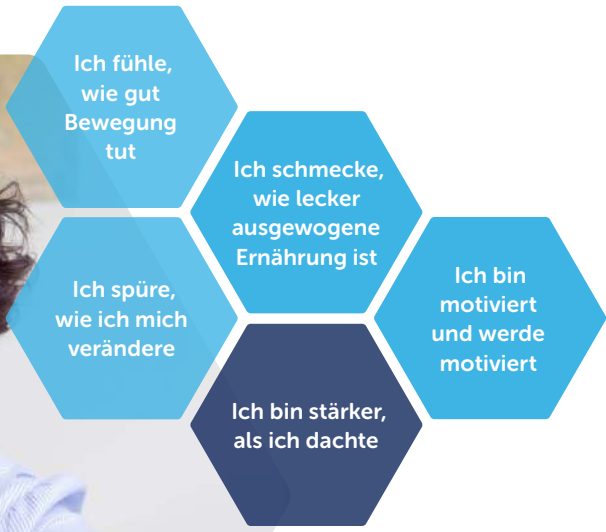 Ich fühle,
wie gut
Bewegung
tut
Ich schmecke,
wie lecker
ausgewogene
Ernährung ist
Ich spüre,
wie ich mich
verändere
Ich bin
motiviert
und werde
motiviert
Ich bin stärker,
als ich dachte